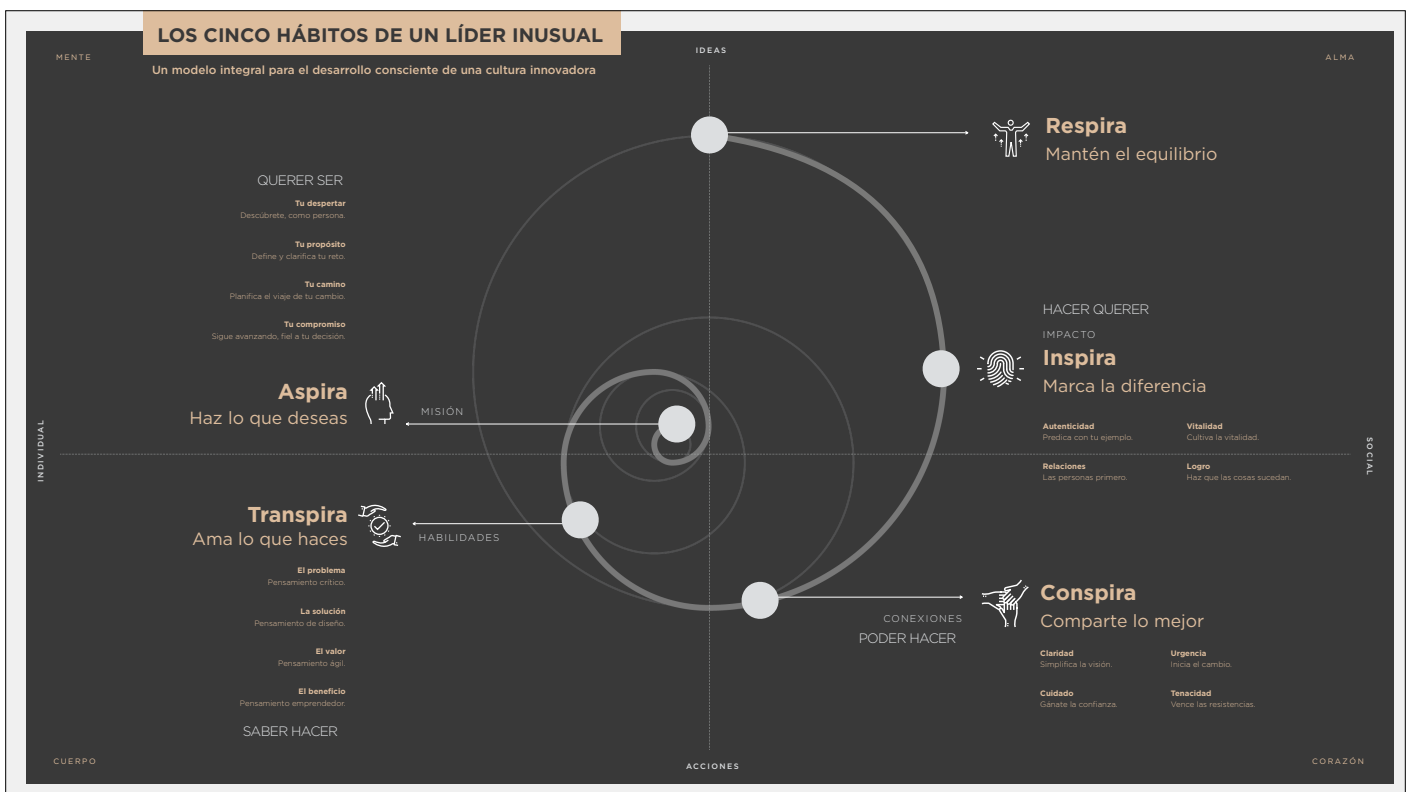 LOS CINCO HÁBITOS DE UN LÍDER INUSUAL
Un modelo integral para el desarrollo consciente de una cultura innovadora
MENTE
IDEAS
ALMA
Respira
Mantén el equilibrio
QUERER SER
Tu despertar
Descúbrete, como persona.
Tu propósito
Define y clarifica tu reto.
Tu camino
Planifica el viaje de tu cambio.
Tu compromiso
Sigue avanzando, fiel a tu decisión.
Aspira
Haz lo que deseas
MISIÓN
HACER QUERER
IMPACTO
Inspira
Marca la diferencia
Autenticidad
Predica con tu ejemplo.
Vitalidad
Cultiva la vitalidad.
Relaciones
Las personas primero.
Logro
Haz que las cosas sucedan.
INDIVIDUAL
SOCIAL
Transpira
Ama lo que haces
HABILIDADES
El problema
Pensamiento crítico.
La solución
Pensamiento de diseño.
El valor
Pensamiento ágil.
El beneficio
Pensamiento emprendedor.
SABER HACER
CONEXIONES
PODER HACER
Conspira
Comparte lo mejor
Claridad
Simplifica la visión.
Urgencia
Inicia el cambio.
Cuidado
Gánate la confianza.
Tenacidad
Vence las resistencias.
CUERPO
ACCIONES
CORAZÓN